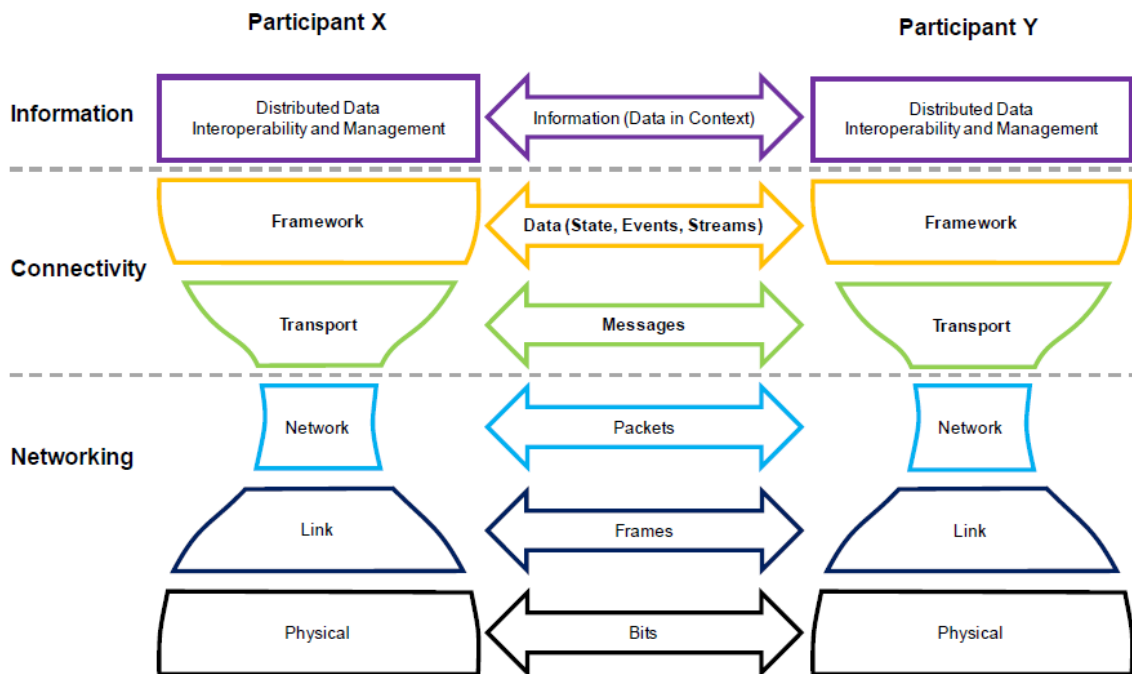 Participant X
Participant Y
Information
Distributed Data
Interoperability and Management
Information (Data in Context)
Distributed Data
Interoperability and Management
Connectivity
Framework
Data (State, Events, Streams)
Framework
Transport
Messages
Transport
Networking
Network
Packets
Network
Link
Frames
Link
Physical
Bits
Physical